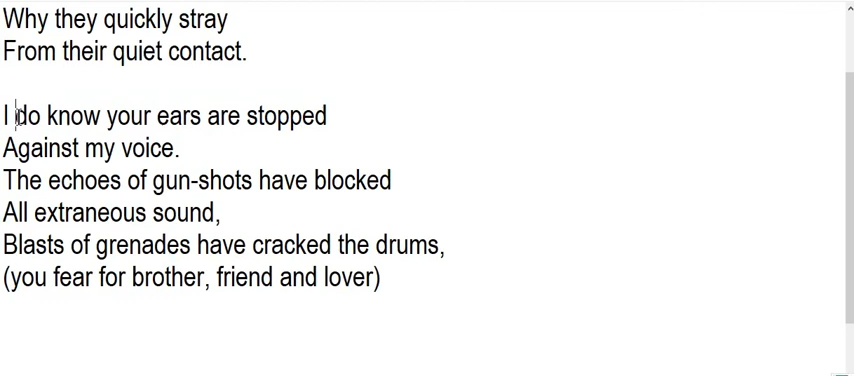 Why they quickly stray
From their quiet contact.
I do know your ears are stopped
Against my voice.
The echoes of gun-shots have blocked
All extraneous sound,
Blasts of grenades have cracked the drums,
(you fear for brother, friend and lover)